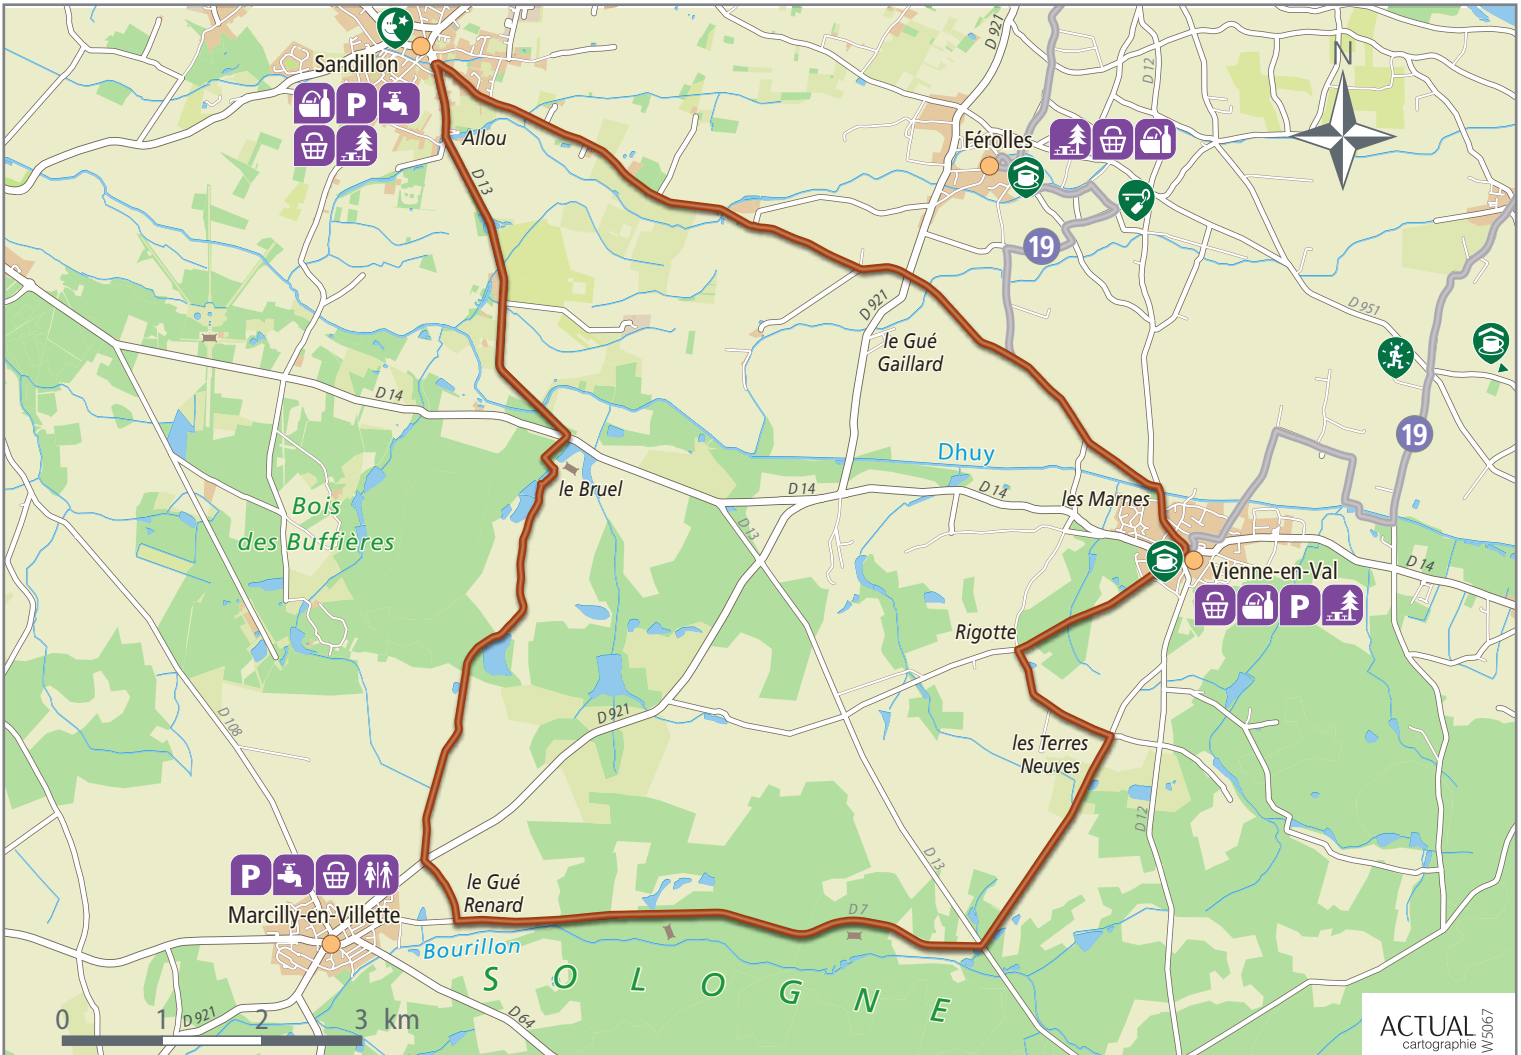 D 921
N
Sandillon
D 12
P
Férolles
Allou
D 13
19
D 921
D 951
le Gué
Gaillard
D 14
19
Dhuy
le Bruel
D 14
D 14
les Marnes
Bois
des Buffières
D 13
D 14
Vienne-en-Val
P
Rigotte
D 921
D 108
les Terres
Neuves
D 12
D 13
P
le Gué
Renard
Marcilly-en-Villette
D 7
Bourillon
SOLOGNE
D 921
D 64
0 1 2 3 km
ACTUAL
cartographie
W5067